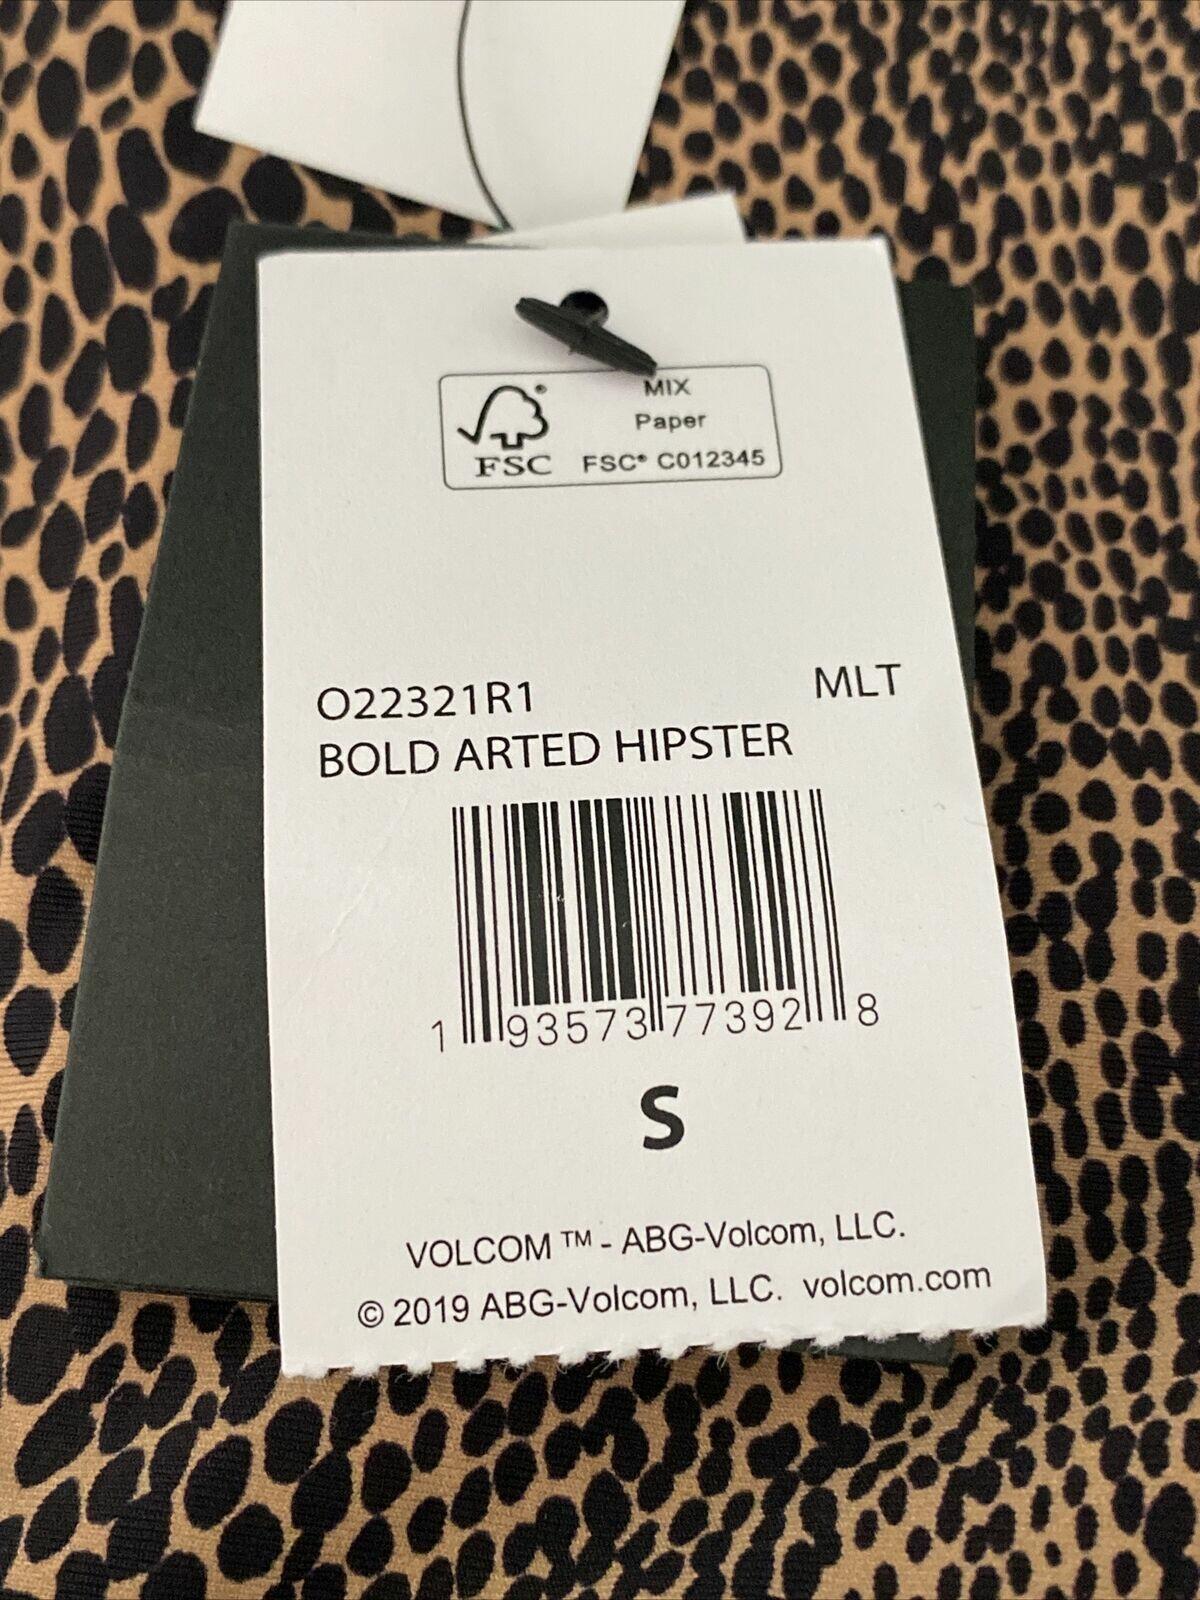 MIX
Paper
FSC® FSC® C012345
O22321R1 MLT
BOLD ARTED HIPSTER
1 93573 77392 8
S
VOLCOM ™ - ABG-Volcom, LLC.
© 2019 ABG-Volcom, LLC. volcom.com